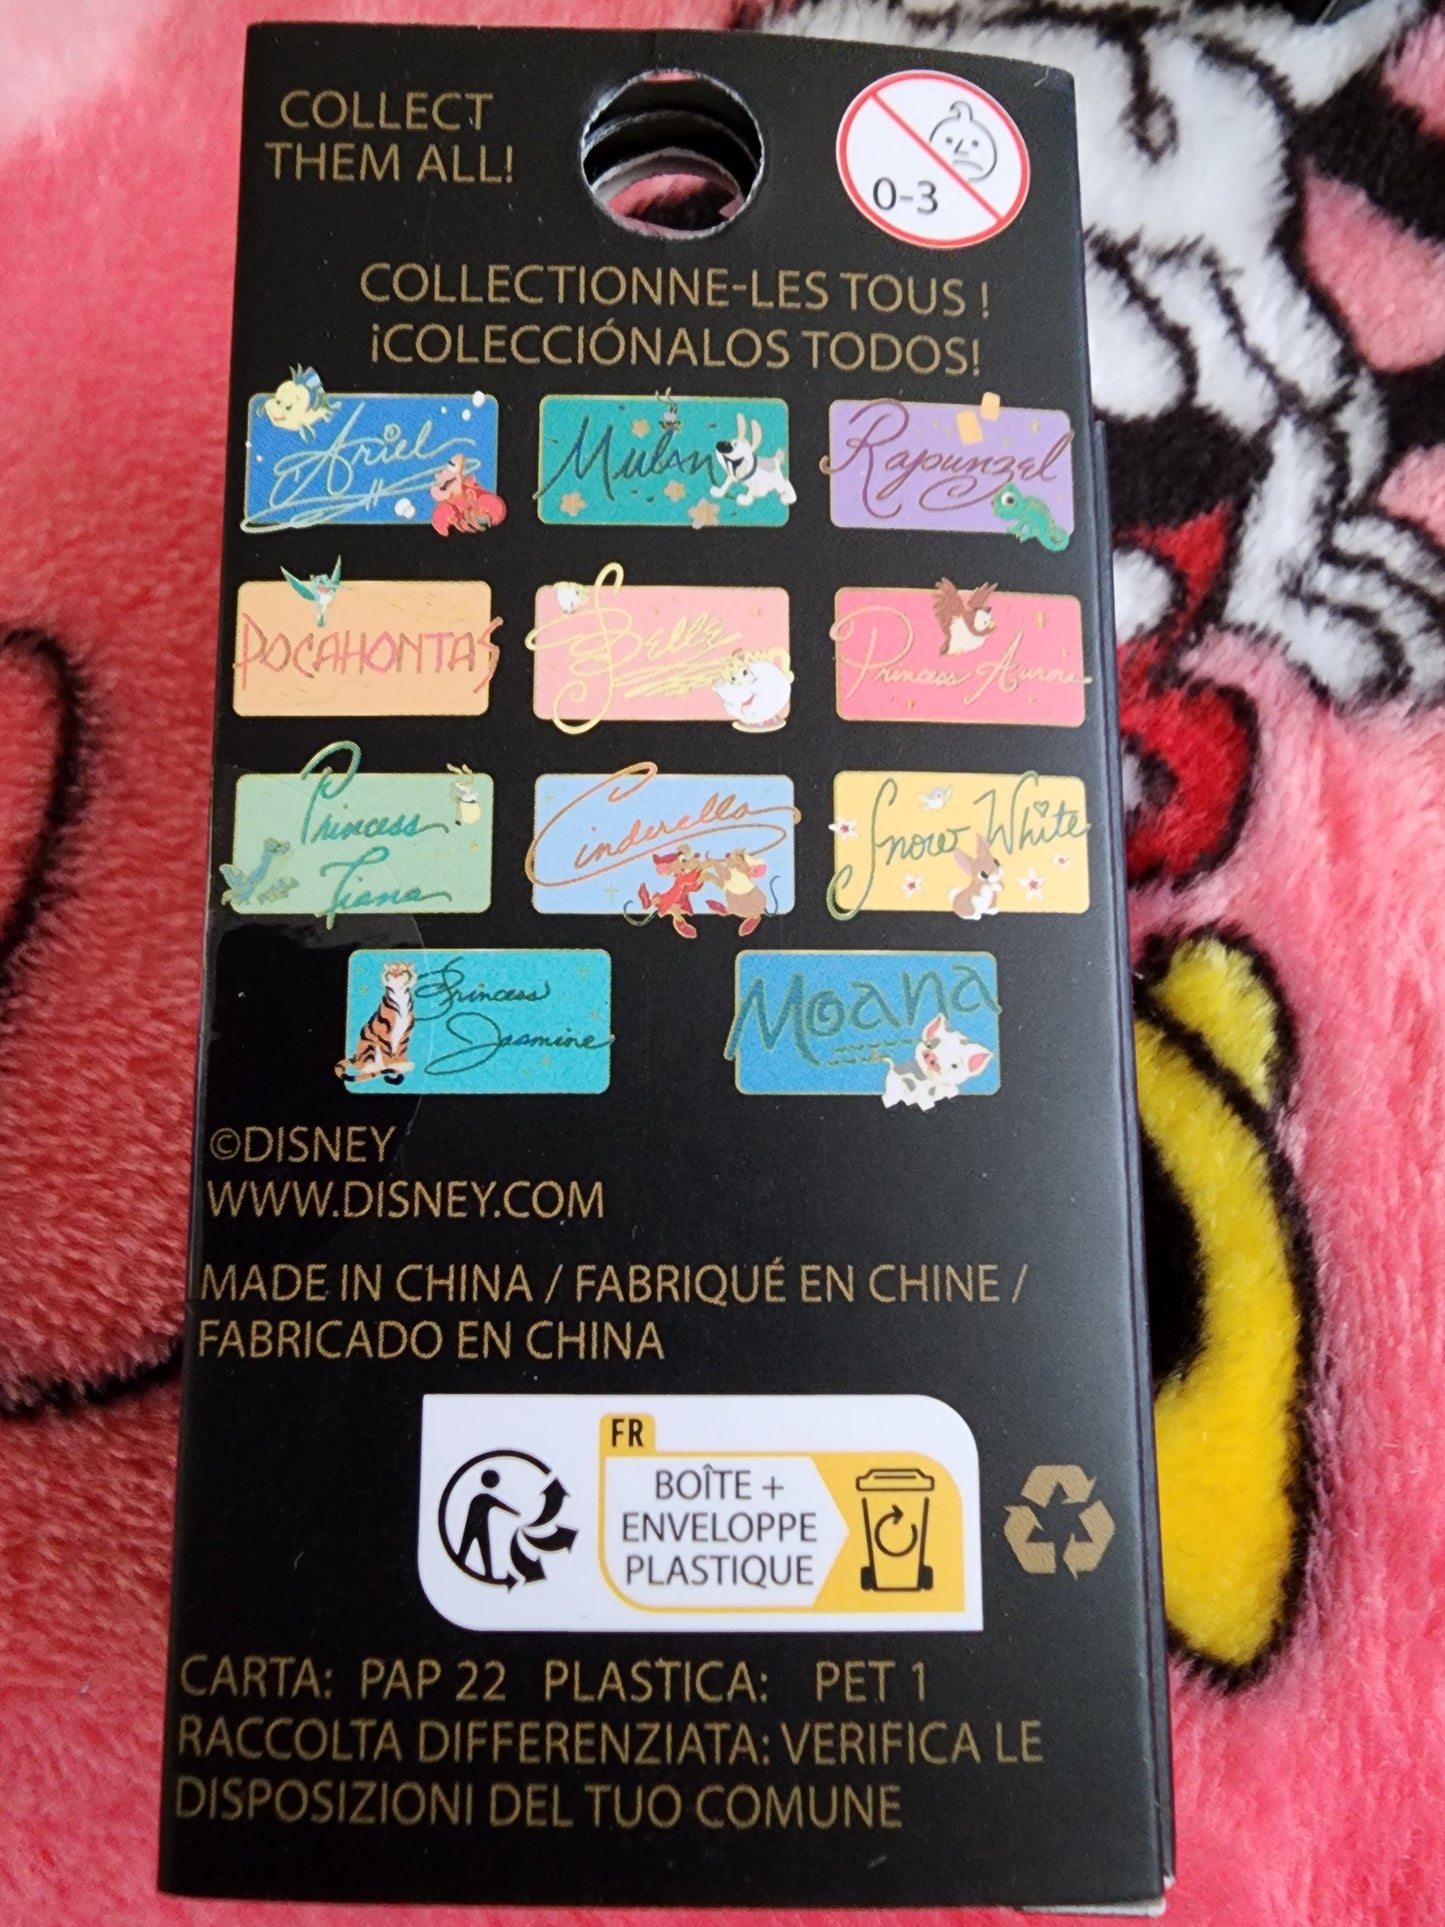 COLLECT
THEM ALL!
0-3
COLLECTIONNE-LES TOUS !
¡COLECCIÓNALOS TODOS!
Ariel
Mulan
Rapunzel
POCAHONTAS
Belle
Princess Aurora
Princess
Tiana
Cinderella
Snow White
Princess
Jasmine
Moana
©DISNEY
WWW.DISNEY.COM
MADE IN CHINA / FABRIQUÉ EN CHINE /
FABRICADO EN CHINA
FR
BOÎTE +
ENVELOPPE
PLASTIQUE
CARTA: PAP 22 PLASTICA: PET 1
RACCOLTA DIFFERENZIATA: VERIFICA LE
DISPOSIZIONI DEL TUO COMUNE